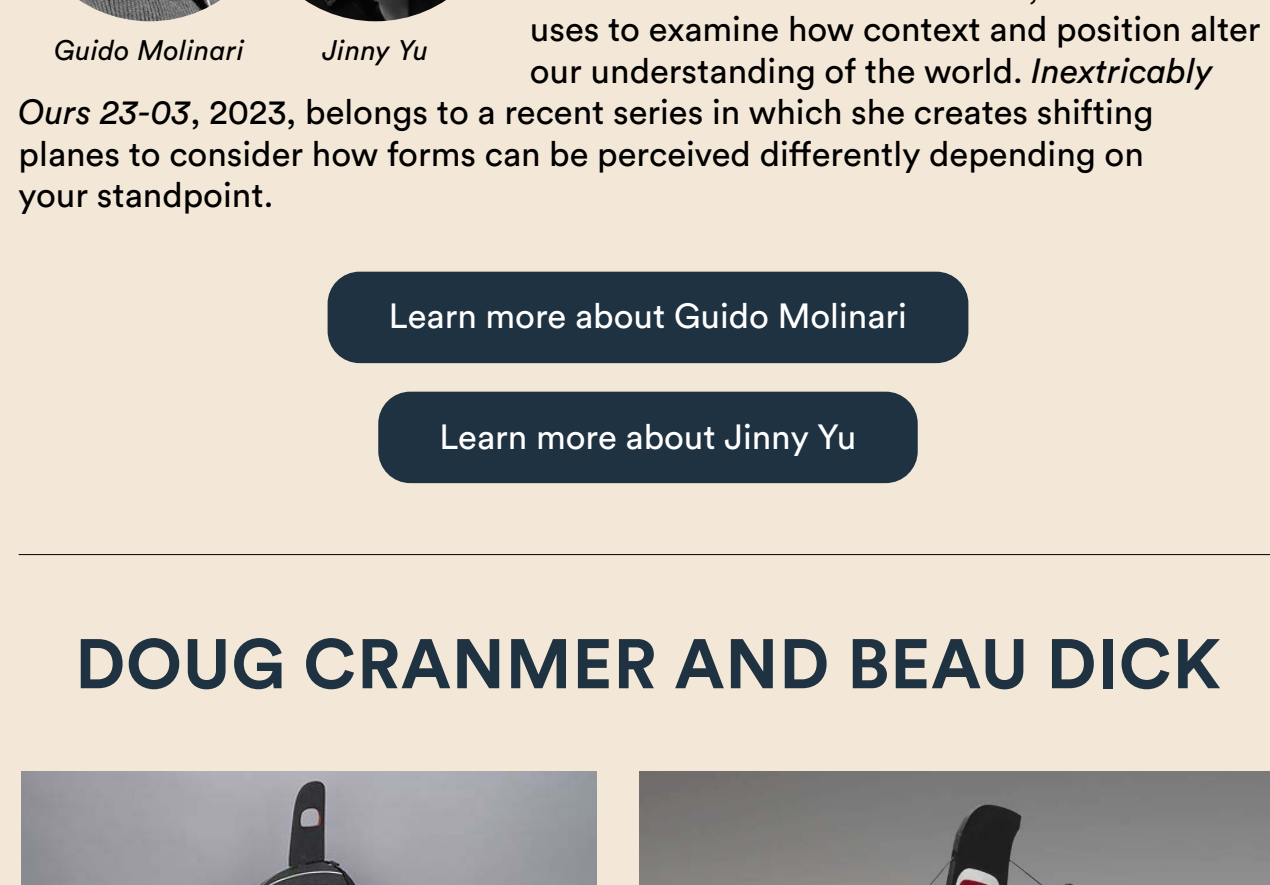 Guido Molinari
Jinny Yu
uses to examine how context and position alter
our understanding of the world. Inextricably
Ours 23-03, 2023, belongs to a recent series in which she creates shifting
planes to consider how forms can be perceived differently depending on
your standpoint.
Learn more about Guido Molinari
Learn more about Jinny Yu
DOUG CRANMER AND BEAU DICK